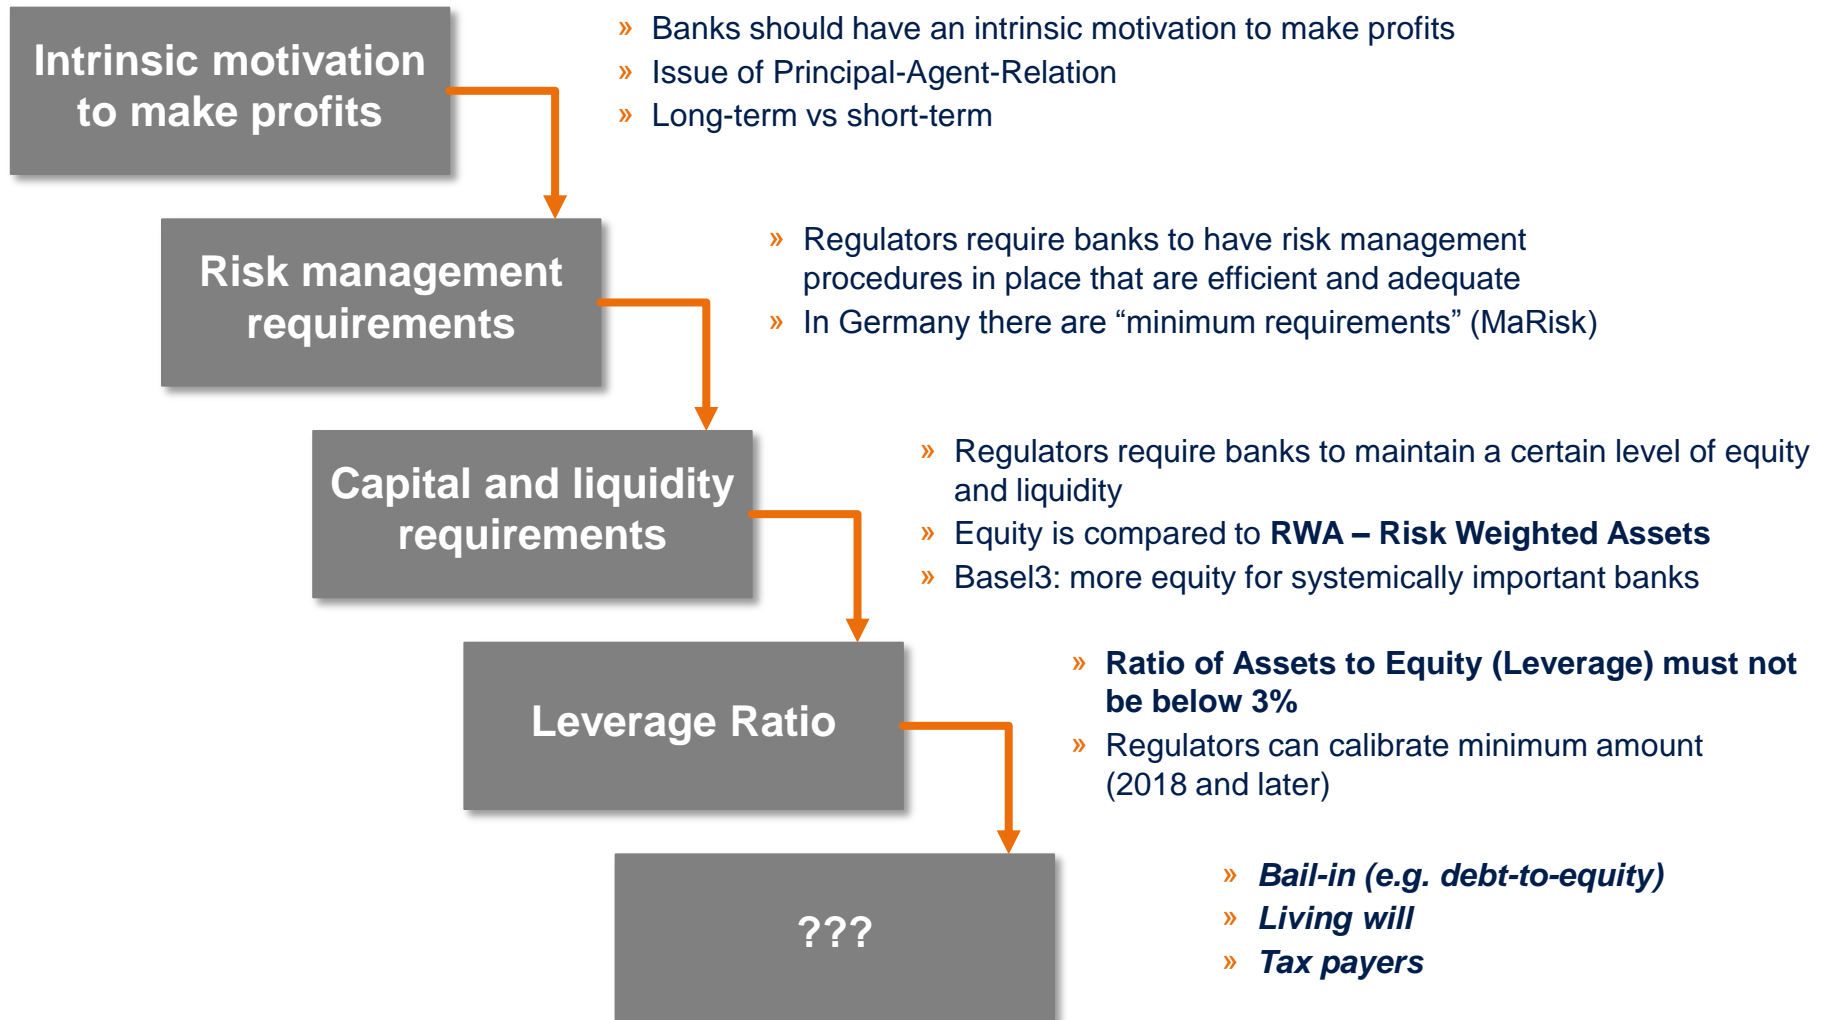 Intrinsic motivation
to make profits
» Banks should have an intrinsic motivation to make profits
» Issue of Principal-Agent-Relation
» Long-term vs short-term
Risk management
requirements
» Regulators require banks to have risk management
procedures in place that are efficient and adequate
» In Germany there are “minimum requirements” (MaRisk)
Capital and liquidity
requirements
» Regulators require banks to maintain a certain level of equity
and liquidity
» Equity is compared to RWA – Risk Weighted Assets
» Basel3: more equity for systemically important banks
Leverage Ratio
» Ratio of Assets to Equity (Leverage) must not
be below 3%
» Regulators can calibrate minimum amount
(2018 and later)
???
» Bail-in (e.g. debt-to-equity)
» Living will
» Tax payers